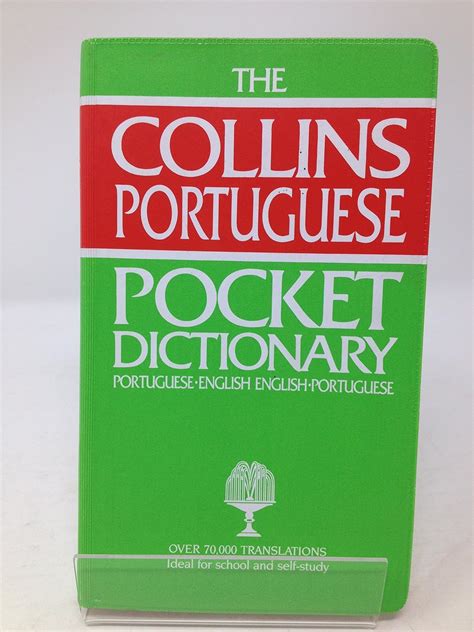 THE
COLLINS
PORTUGUESE
POCKET
DICTIONARY
PORTUGUESE·ENGLISH ENGLISH·PORTUGUESE
OVER 70,000 TRANSLATIONS
Ideal for school and self-study